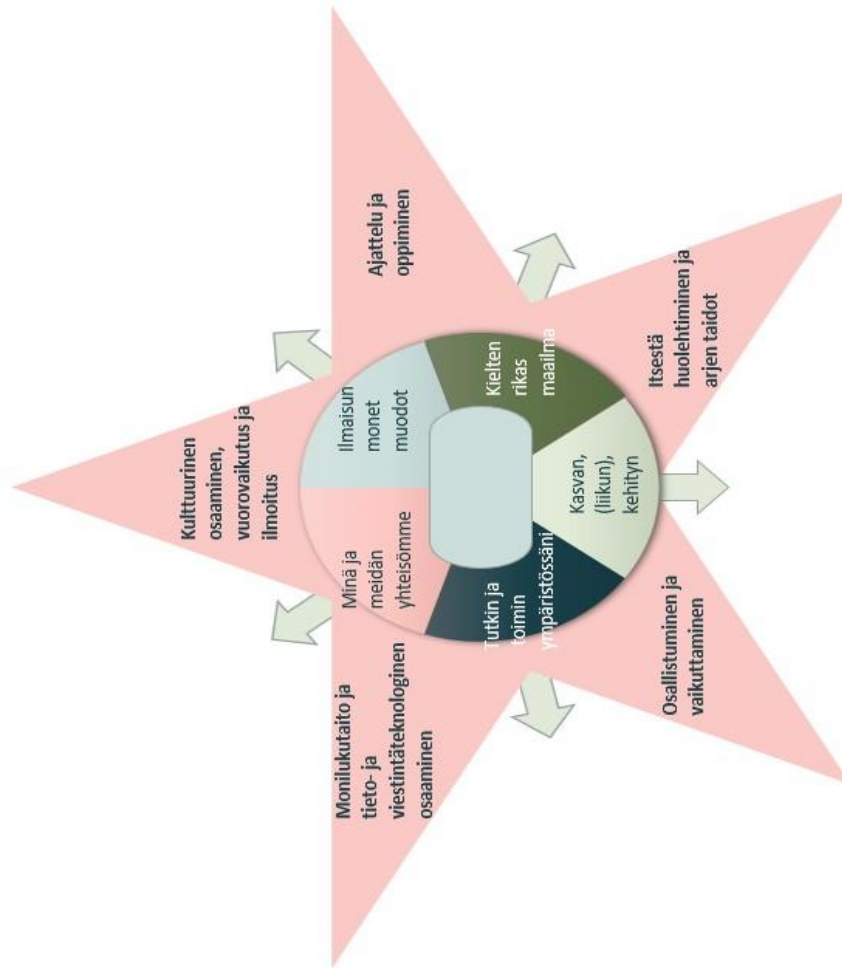 Kulttuurinen
osaaminen,
vuorovaikutus ja
ilmoitus
Monilukutaito ja
tieto- ja
viestintäteknologinen
osaaminen
Ajattelu ja
oppiminen
Minä ja
meidän
yhteisömme
Ilmaisun
monet
muodot
Tutkin ja
toimin
ympäristössäni
Kielten
rikas
maailma
Kasvan,
(liikun),
kehityn
Osallistuminen ja
vaikuttaminen
Itsestä
huolehtiminen ja
arjen taidot